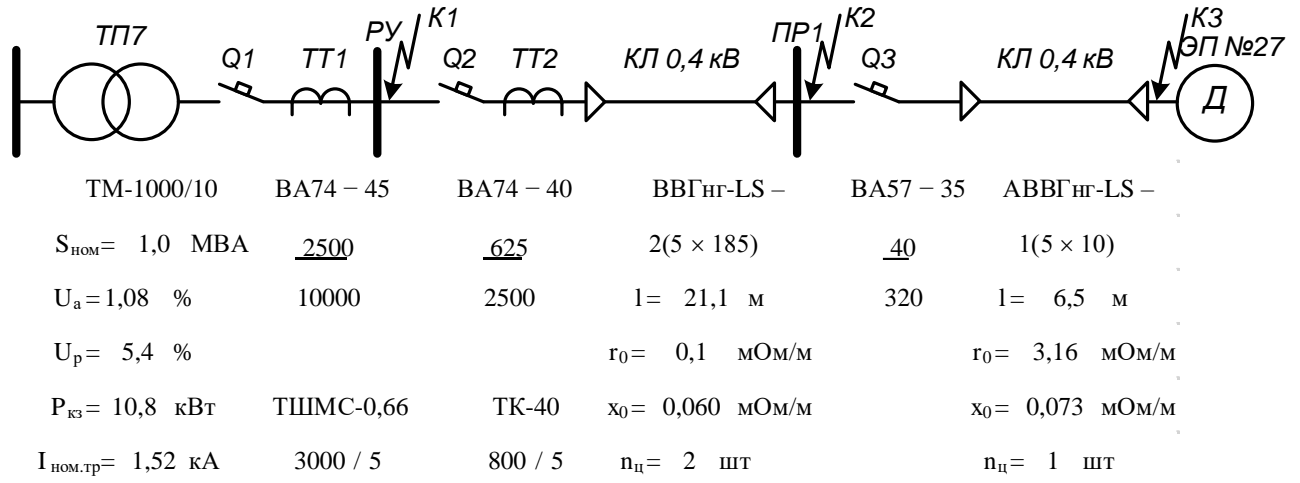 ТП7 Q1 ТТ1 РУ К1 Q2 ТТ2 КЛ 0,4 кВ ПР1 К2 Q3 КЛ 0,4 кВ К3
ЭП №27
Д
ТМ-1000/10 ВА74 − 45 ВА74 − 40 ВВГнг-LS – ВА57 − 35 АВВГнг-LS –
Sном= 1,0 МВА 2500 625 2(5 × 185) 40 1(5 × 10)
Uа=1,08 % 10000 2500 l= 21,1 м 320 l= 6,5 м
Uр= 5,4 % r0= 0,1 мОм/м r0= 3,16 мОм/м
Pкз= 10,8 кВт ТШМС-0,66 ТК-40 x0= 0,060 мОм/м x0= 0,073 мОм/м
Iном.тр= 1,52 кА 3000 / 5 800 / 5 nц= 2 шт nц= 1 шт